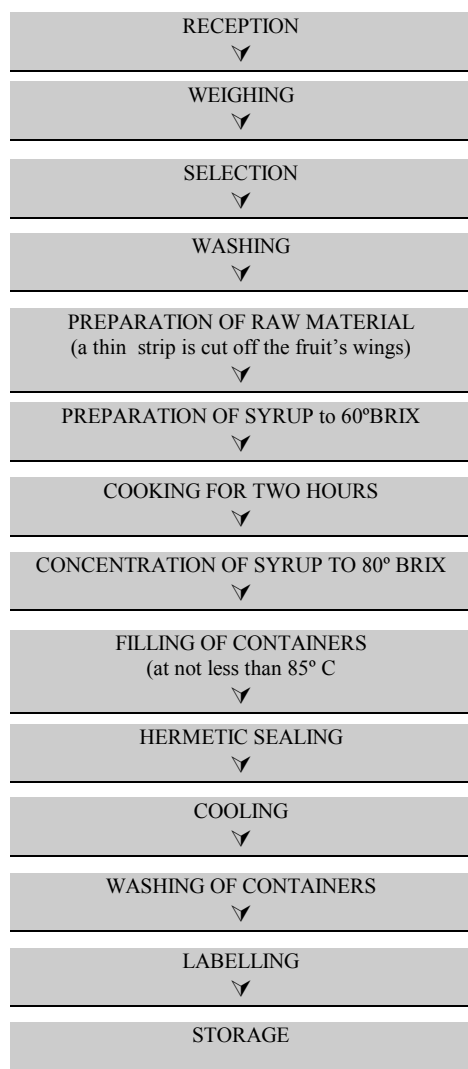 RECEPTION
WEIGHING
SELECTION
WASHING
PREPARATION OF RAW MATERIAL
(a thin strip is cut off the fruit’s wings)
PREPARATION OF SYRUP to 60ºBRIX
COOKING FOR TWO HOURS
CONCENTRATION OF SYRUP TO 80º BRIX
FILLING OF CONTAINERS
(at not less than 85º C
HERMETIC SEALING
COOLING
WASHING OF CONTAINERS
LABELLING
STORAGE